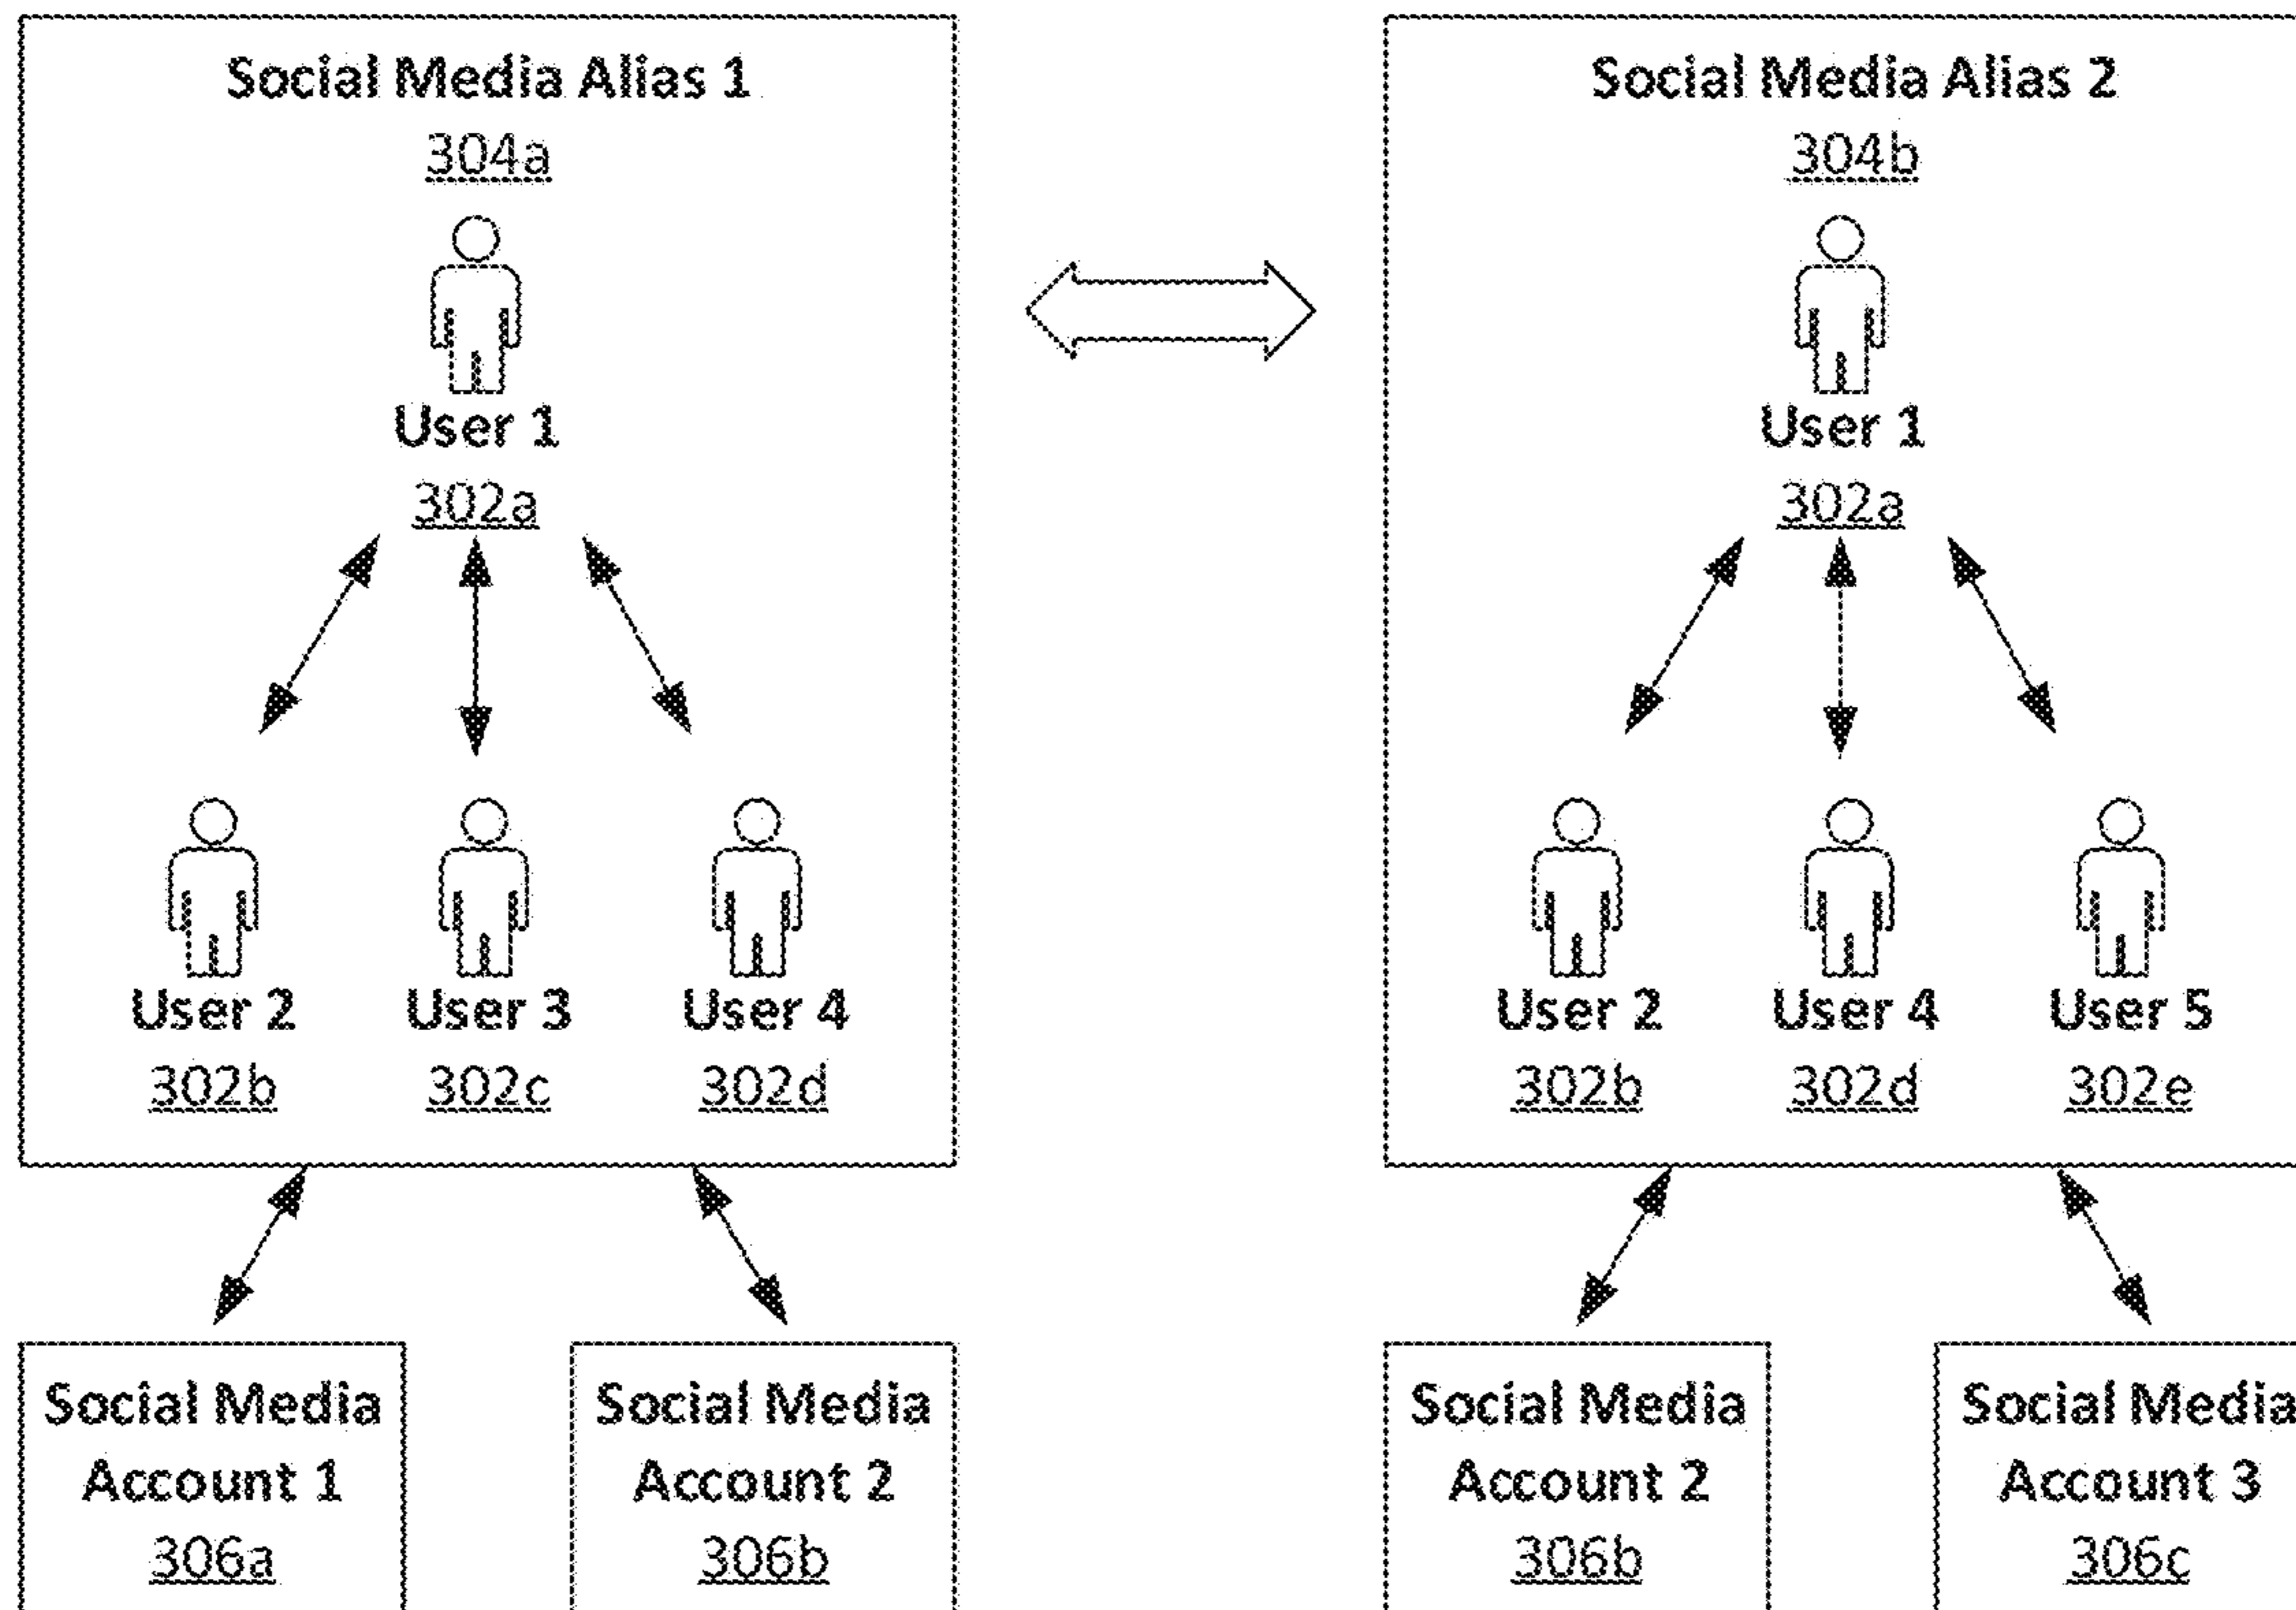 Social Media Alias 1
304a
User 1
302a
User 2
302b
User 3
302c
User 4
302d
Social Media
Account 1
306a
Social Media
Account 2
306b
Social Media Alias 2
304b
User 1
302a
User 2
302b
User 4
302d
User 5
302e
Social Media
Account 2
306b
Social Media
Account 3
306c